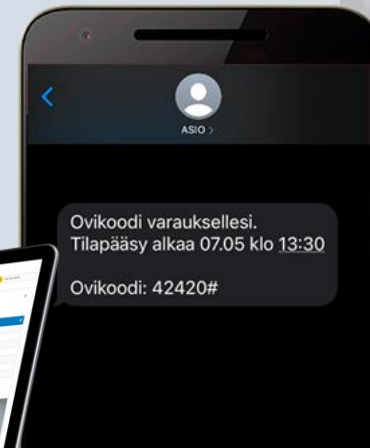 ASIO >
Ovikoodi varauksellesi.
Tilapääsy alkaa 07.05 klo 13:30
Ovikoodi: 42420#